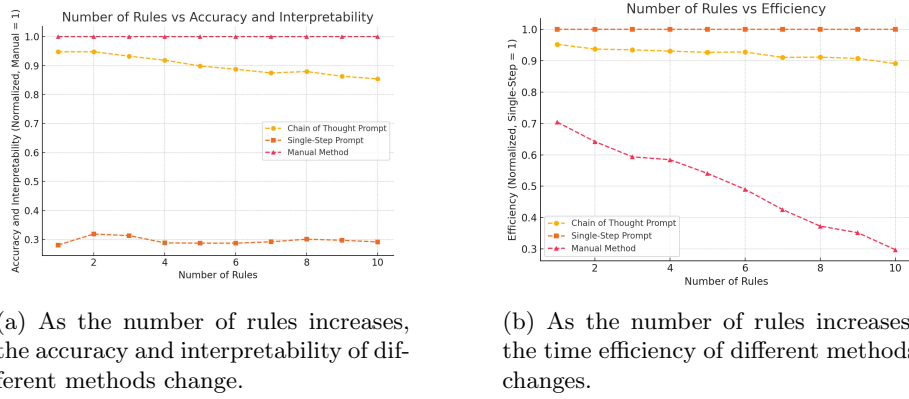 Number of Rules vs Accuracy and Interpretability
Accuracy and Interpretability (Normalized, Manual = 1)
1.0
0.9
0.8
0.7
0.6
0.5
0.4
0.3
Chain of Thought Prompt
Single-Step Prompt
Manual Method
2 4 6 8 10
Number of Rules
(a) As the number of rules increases,
the accuracy and interpretability of dif-
ferent methods change.
Number of Rules vs Efficiency
Efficiency (Normalized, Single-Step = 1)
1.0
0.9
0.8
0.7
0.6
0.5
0.4
0.3
Chain of Thought Prompt
Single-Step Prompt
Manual Method
2 4 6 8 10
Number of Rules
(b) As the number of rules increases
the time efficiency of different methods
changes.